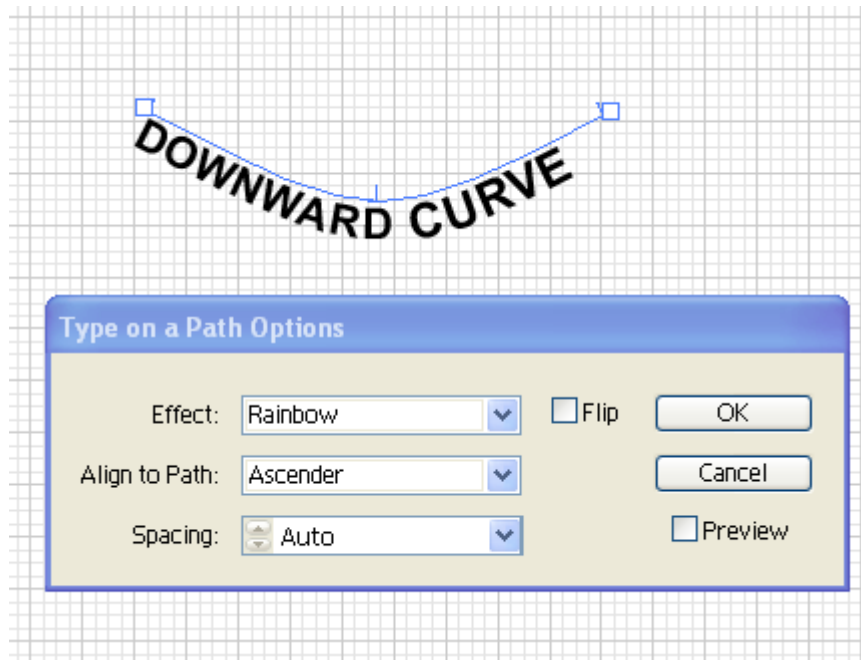 DOWNWARD CURVE
Type on a Path Options
Effect: Rainbow Flip OK
Align to Path: Ascender Cancel
Spacing: Auto Preview